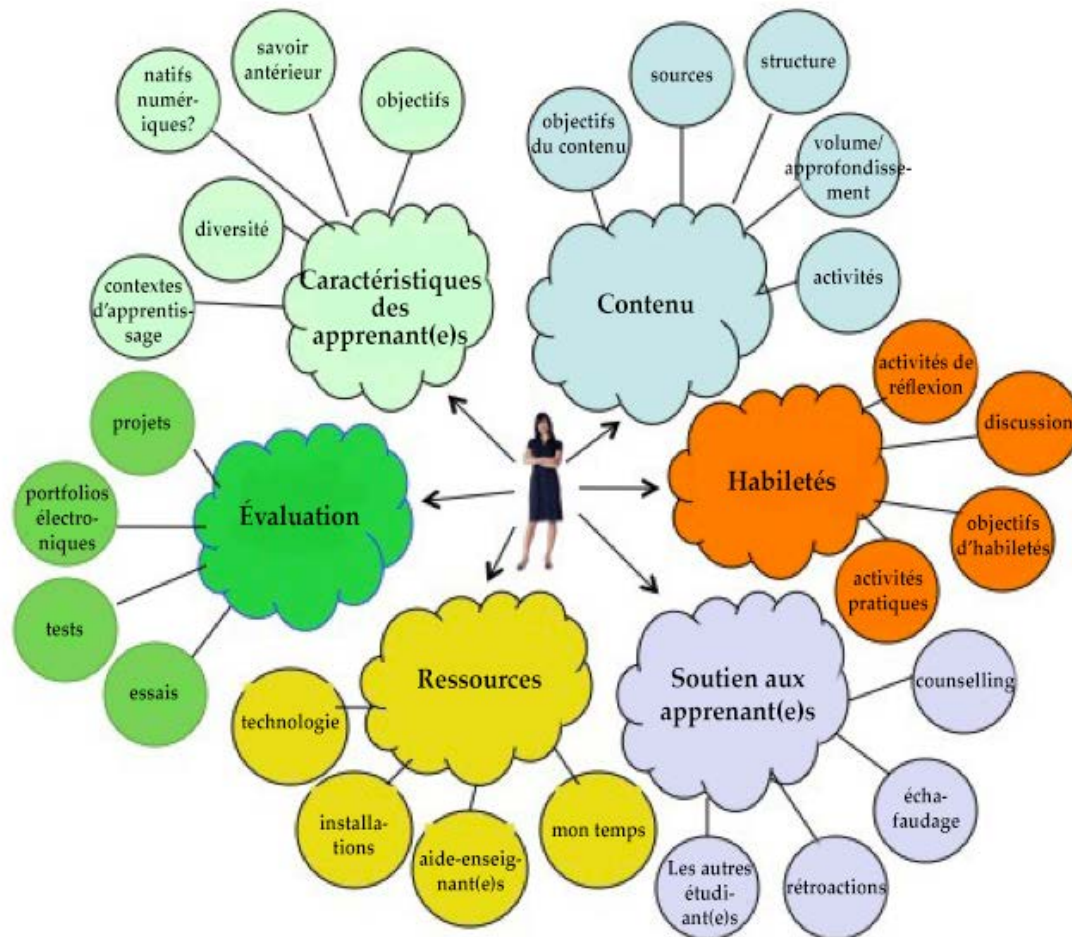 natifs
numér-
iques?
savoir
antérieur
objectifs
diversité
contextes
d'apprentis-
sage
Caractéristiques
des
apprenant(e)s
objectifs
du contenu
sources
structure
volume/
approfondisse-
ment
activités
Contenu
activités de
réflexion
discussion
objectifs
d'habiletés
activités
pratiques
Habiletés
projets
portfolios
électro-
niques
tests
essais
Évaluation
Ressources
technologie
installa-
tions
aide-enseig-
nant(e)s
mon temps
Soutien aux
apprenant(e)s
counselling
écha-
faudage
rétroactions
Les autres
étudi-
ant(e)s